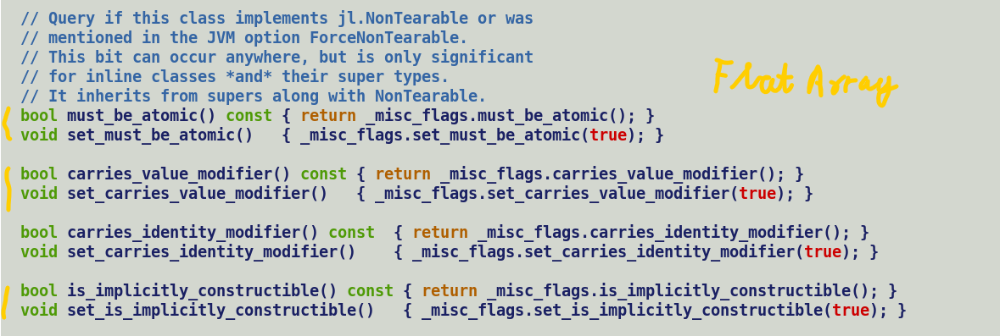 // Query if this class implements jl.NonTearable or was
// mentioned in the JVM option ForceNonTearable.
// This bit can occur anywhere, but is only significant
// for inline classes *and* their super types.
Flat Array
// It inherits from supers along with NonTearable.
bool must_be_atomic() const { return _misc_flags.must_be_atomic(); }
void set_must_be_atomic()   { _misc_flags.set_must_be_atomic(true); }
bool carries_value_modifier() const { return _misc_flags.carries_value_modifier(); }
void set_carries_value_modifier()   { _misc_flags.set_carries_value_modifier(true); }
bool carries_identity_modifier() const  { return _misc_flags.carries_identity_modifier(); }
void set_carries_identity_modifier()    { _misc_flags.set_carries_identity_modifier(true); }
bool is_implicitly_constructible() const { return _misc_flags.is_implicitly_constructible(); }
void set_is_implicitly_constructible()   { _misc_flags.set_is_implicitly_constructible(true); }